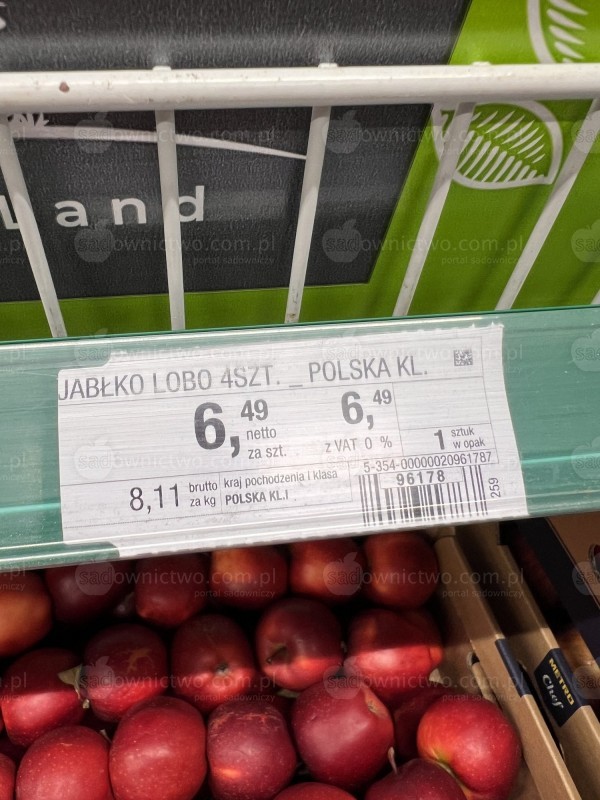 Land
JABŁKO LOBO 4SZT. _ POLSKA KL.
6,49 netto za szt.
6,49 z VAT 0 %
1 sztuk w opak
5-354-00000020961787
8,11 brutto za kg
kraj pochodzenia i klasa
POLSKA KL.I
96178
259
METRO
Chef
sadownictwo.com.pl
portal sadowniczy